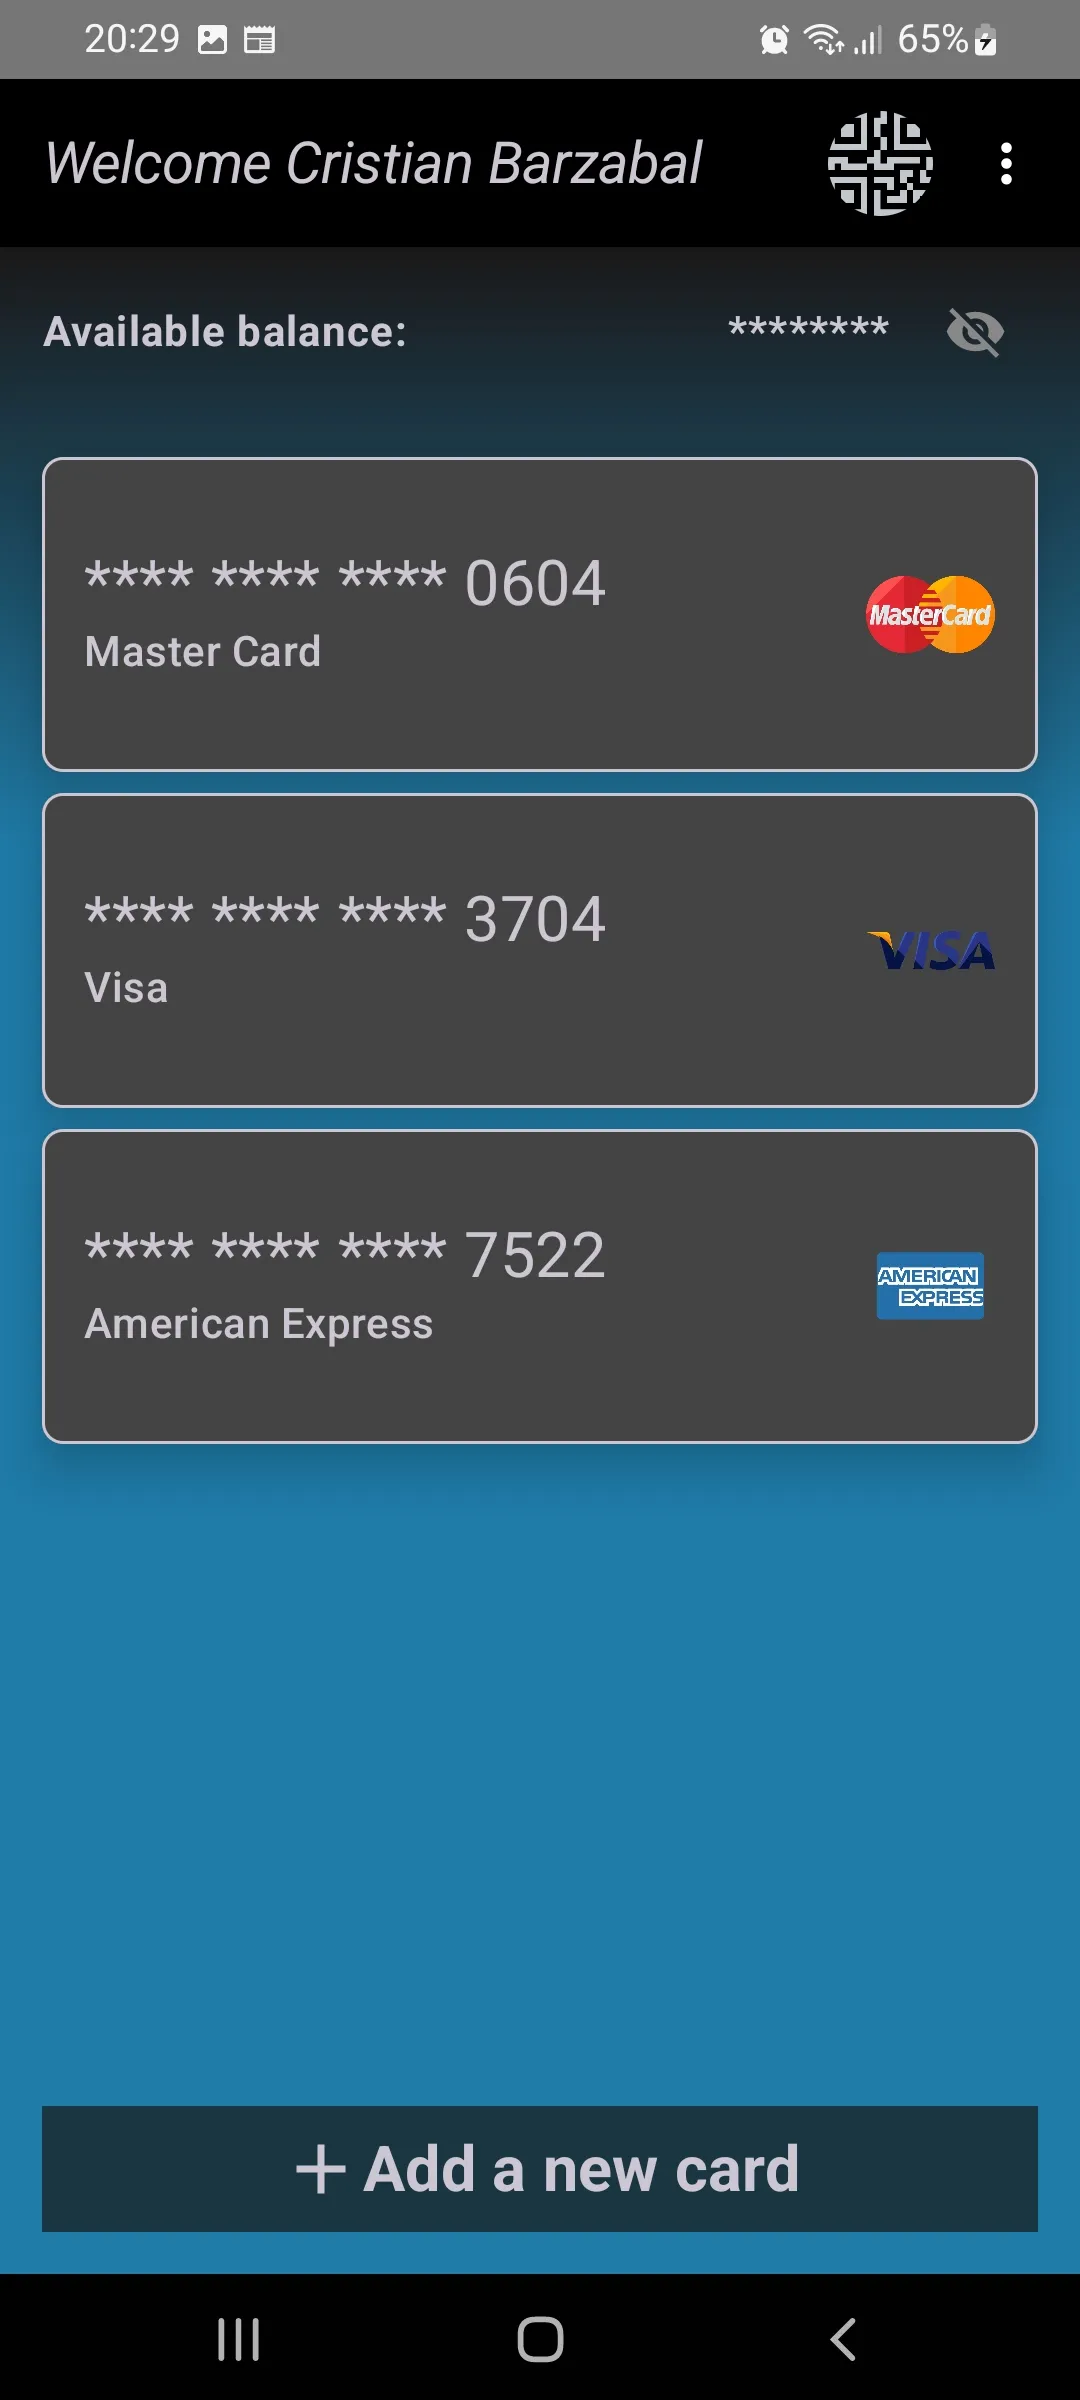 20:29 65%
Welcome Cristian Barzabal
Available balance: ********
**** **** **** 0604
Master Card
MasterCard
**** **** **** 3704
Visa
VISA
**** **** **** 7522
American Express
AMERICAN
EXPRESS
+ Add a new card